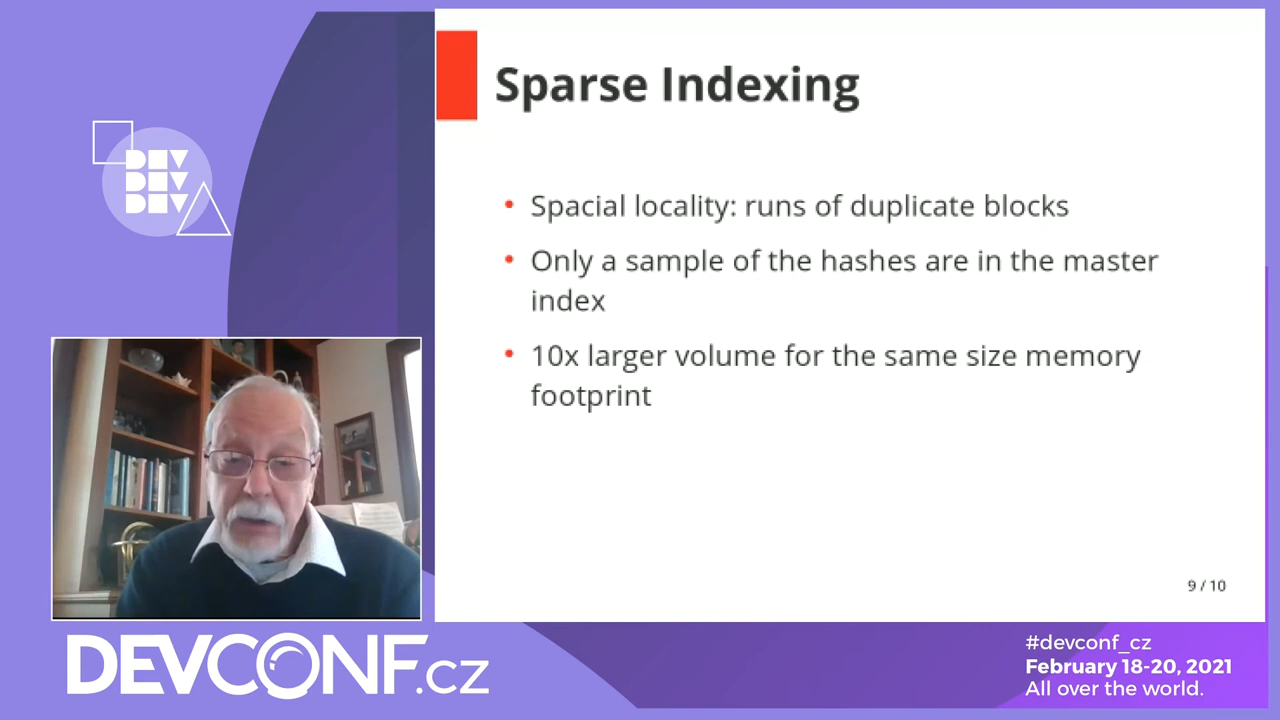 DEV
DEV
DEV
Sparse Indexing
• Spacial locality: runs of duplicate blocks
• Only a sample of the hashes are in the master
index
• 10x larger volume for the same size memory
footprint
9 / 10
DEVCONF.cz
#devconf_cz
February 18-20, 2021
All over the world.